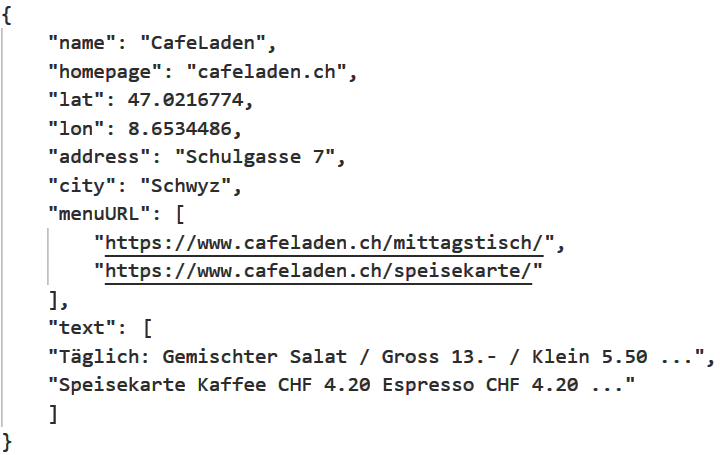 {
"name": "CafeLaden",
"homepage": "cafeladen.ch",
"lat": 47.0216774,
"lon": 8.6534486,
"address": "Schulgasse 7",
"city": "Schwyz",
"menuURL": [
"https://www.cafeladen.ch/mittagstisch/",
"https://www.cafeladen.ch/speisekarte/"
],
"text": [
"Täglich: Gemischter Salat / Gross 13.- / Klein 5.50 ...",
"Speisekarte Kaffee CHF 4.20 Espresso CHF 4.20 ..."
]
}